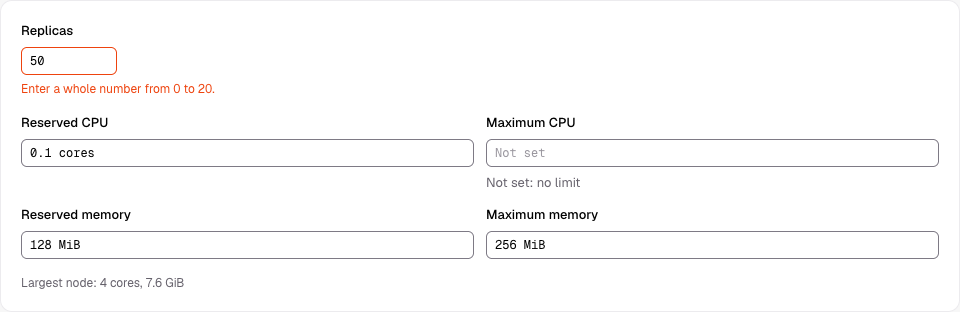 Replicas
50
Enter a whole number from 0 to 20.
Reserved CPU
0.1 cores
Maximum CPU
Not set
Not set: no limit
Reserved memory
128 MiB
Maximum memory
256 MiB
Largest node: 4 cores, 7.6 GiB